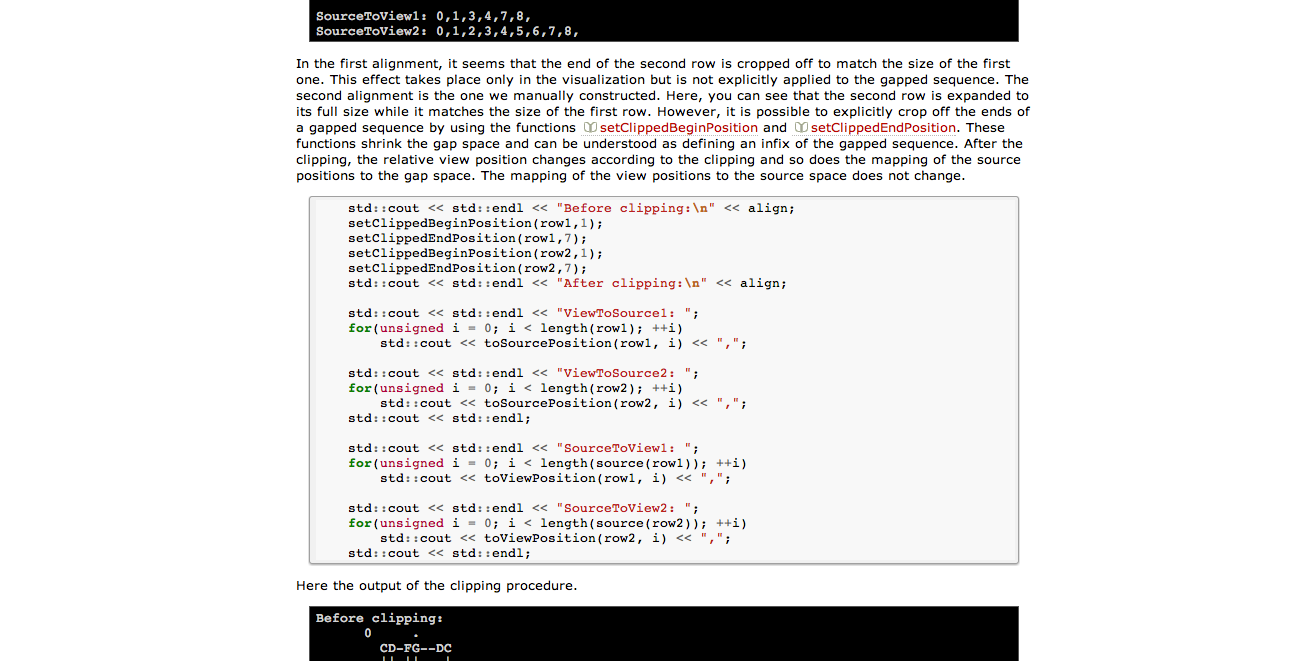 SourceToView1: 0,1,3,4,7,8,
SourceToView2: 0,1,2,3,4,5,6,7,8,
In the first alignment, it seems that the end of the second row is cropped off to match the size of the first
one. This effect takes place only in the visualization but is not explicitly applied to the gapped sequence. The
second alignment is the one we manually constructed. Here, you can see that the second row is expanded to
its full size while it matches the size of the first row. However, it is possible to explicitly crop off the ends of
a gapped sequence by using the functions setClippedBeginPosition and setClippedEndPosition. These
functions shrink the gap space and can be understood as defining an infix of the gapped sequence. After the
clipping, the relative view position changes according to the clipping and so does the mapping of the source
positions to the gap space. The mapping of the view positions to the source space does not change.
std::cout << std::endl << "Before clipping:\n" << align;
setClippedBeginPosition(row1,1);
setClippedEndPosition(row1,7);
setClippedBeginPosition(row2,1);
setClippedEndPosition(row2,7);
std::cout << std::endl << "After clipping:\n" << align;
std::cout << std::endl << "ViewToSource1: ";
for(unsigned i = 0; i < length(row1); ++i)
std::cout << toSourcePosition(row1, i) << ",";
std::cout << std::endl << "ViewToSource2: ";
for(unsigned i = 0; i < length(row2); ++i)
std::cout << toSourcePosition(row2, i) << ",";
std::cout << std::endl;
std::cout << std::endl << "SourceToView1: ";
for(unsigned i = 0; i < length(source(row1)); ++i)
std::cout << toViewPosition(row1, i) << ",";
std::cout << std::endl << "SourceToView2: ";
for(unsigned i = 0; i < length(source(row2)); ++i)
std::cout << toViewPosition(row2, i) << ",";
std::cout << std::endl;
Here the output of the clipping procedure.
Before clipping:
0     .
CD-FG--DC
|| ||   |